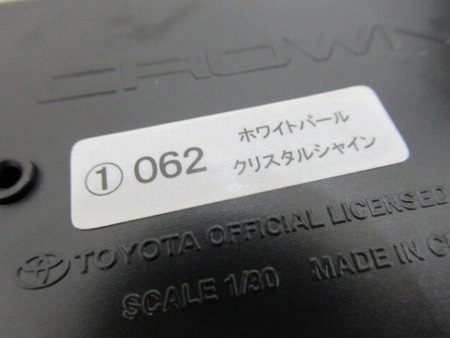 CROWN
① 062
ホワイトパール
クリスタルシャイン
TOYOTA OFFICIAL LICENSED
SCALE 1/30 MADE IN